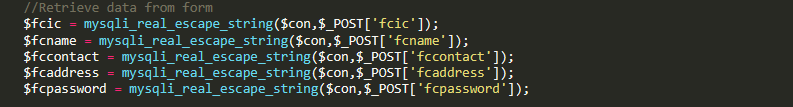 //Retrieve data from form
$fcic = mysqli_real_escape_string($con,$_POST['fcic']);
$fcname = mysqli_real_escape_string($con,$_POST['fcname']);
$fccontact = mysqli_real_escape_string($con,$_POST['fccontact']);
$fcaddress = mysqli_real_escape_string($con,$_POST['fcaddress']);
$fcpassword = mysqli_real_escape_string($con,$_POST['fcpassword']);